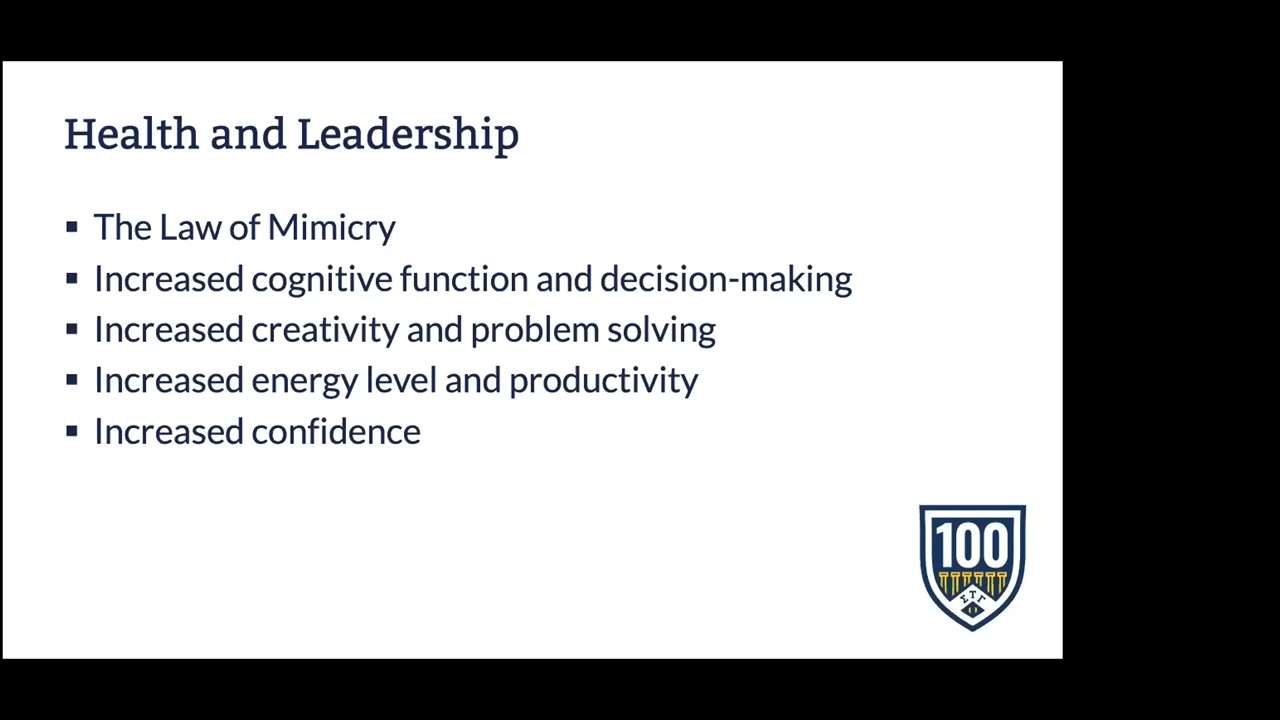 Health and Leadership
▪ The Law of Mimicry
▪ Increased cognitive function and decision-making
▪ Increased creativity and problem solving
▪ Increased energy level and productivity
▪ Increased confidence
100
ΣΤΓ